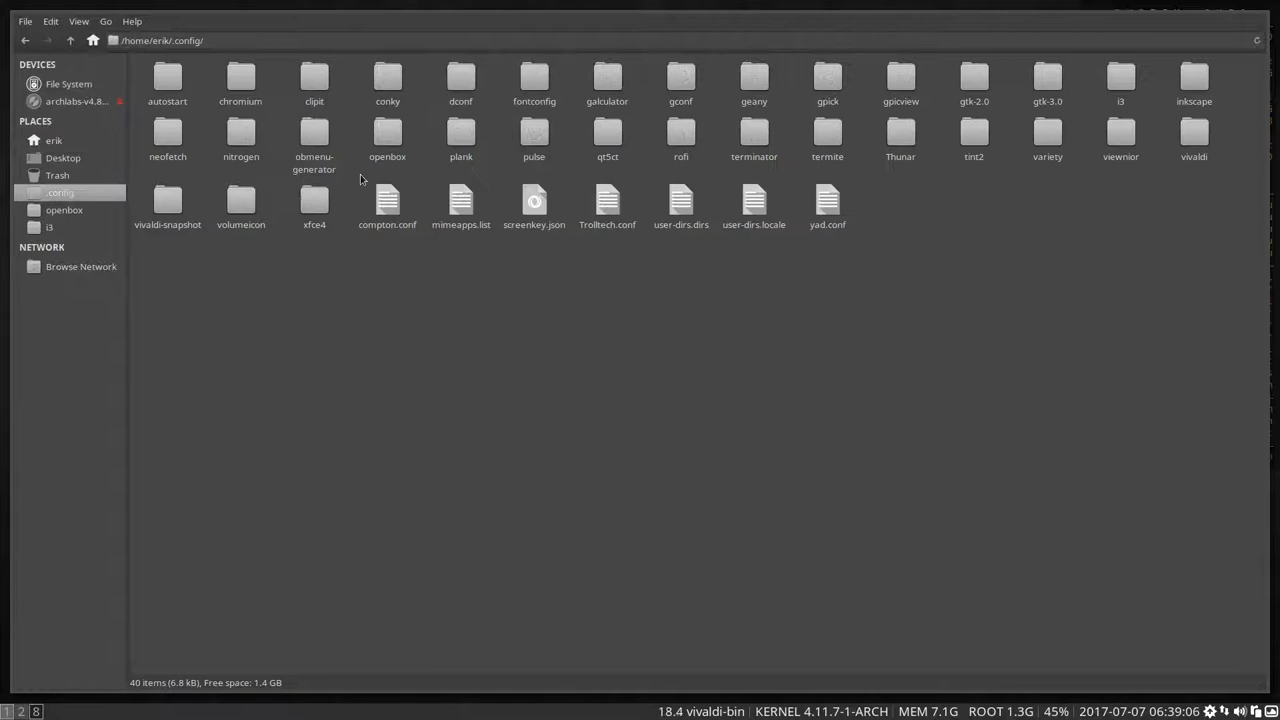 File Edit View Go Help
/home/erik/.config/
DEVICES
File System
archlabs-v4.8...
PLACES
erik
Desktop
Trash
.config
openbox
i3
NETWORK
Browse Network
autostart chromium clipit conky dconf fontconfig galculator gconf geany gpick gpicview gtk-2.0 gtk-3.0 i3 inkscape
neofetch nitrogen obmenu-generator openbox plank pulse qt5ct rofi terminator termite Thunar tint2 variety viewnior vivaldi
vivaldi-snapshot volumeicon xfce4 compton.conf mimeapps.list screenkey.json Trolltech.conf user-dirs.dirs user-dirs.locale yad.conf
40 items (6.8 kB), Free space: 1.4 GB
1 2 8 18.4 vivaldi-bin KERNEL 4.11.7-1-ARCH MEM 7.1G ROOT 1.3G 45% 2017-07-07 06:39:06